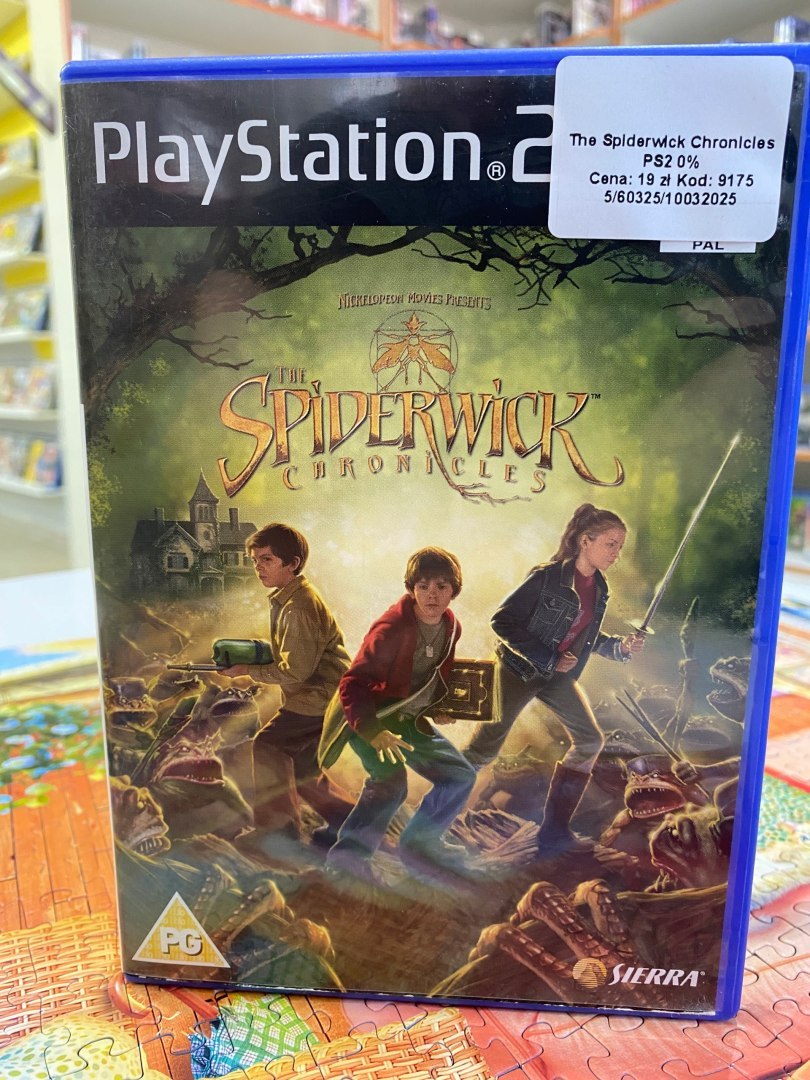 PlayStation®2
The Spiderwick Chronicles
PS2 0%
Cena: 19 zł Kod: 9175
5/60325/10032025
PAL
NICKELODEON MOVIES PRESENTS
THE
SPIDERWICK™
CHRONICLES
PG
SIERRA®